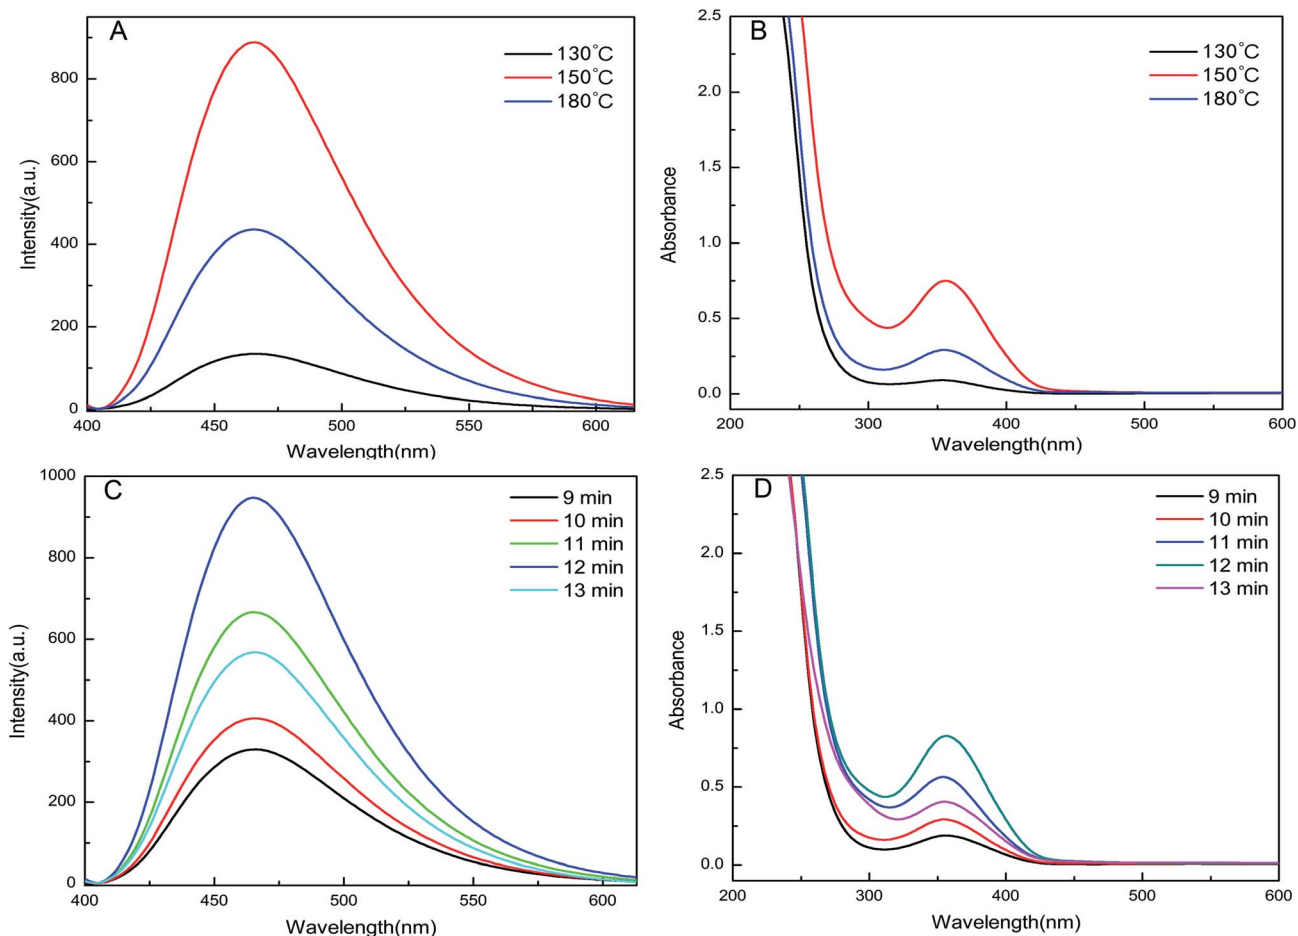 A
130°C
150°C
180°C
800
600
400
200
0
400
450
500
550
600
Intensity(a.u.)
Wavelength(nm)
B
130°C
150°C
180°C
2.5
2.0
1.5
1.0
0.5
0.0
200
300
400
500
600
Absorbance
Wavelength(nm)
C
9 min
10 min
11 min
12 min
13 min
1000
800
600
400
200
0
400
450
500
550
600
Intensity(a.u.)
Wavelength(nm)
D
9 min
10 min
11 min
12 min
13 min
2.5
2.0
1.5
1.0
0.5
0.0
200
300
400
500
600
Absorbance
Wavelength(nm)